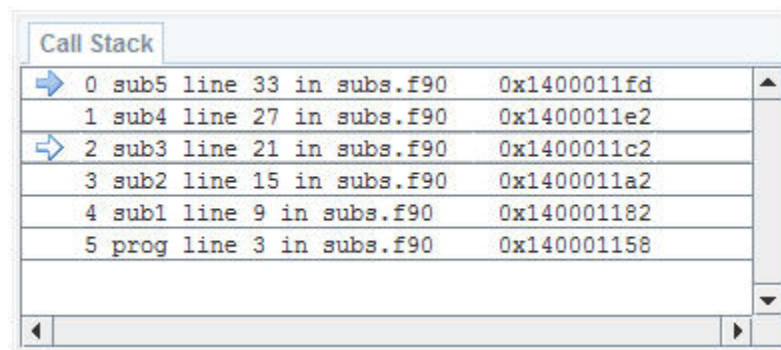 Call Stack
0 sub5 line 33 in subs.f90 0x1400011fd
1 sub4 line 27 in subs.f90 0x1400011e2
2 sub3 line 21 in subs.f90 0x1400011c2
3 sub2 line 15 in subs.f90 0x1400011a2
4 sub1 line 9 in subs.f90 0x140001182
5 prog line 3 in subs.f90 0x140001158